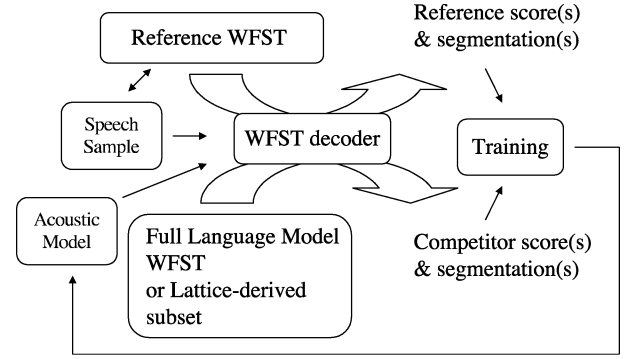 Reference WFST
Reference score(s)
& segmentation(s)
Speech
Sample
WFST decoder
Training
Acoustic
Model
Full Language Model
WFST
or Lattice-derived
subset
Competitor score(s)
& segmentation(s)